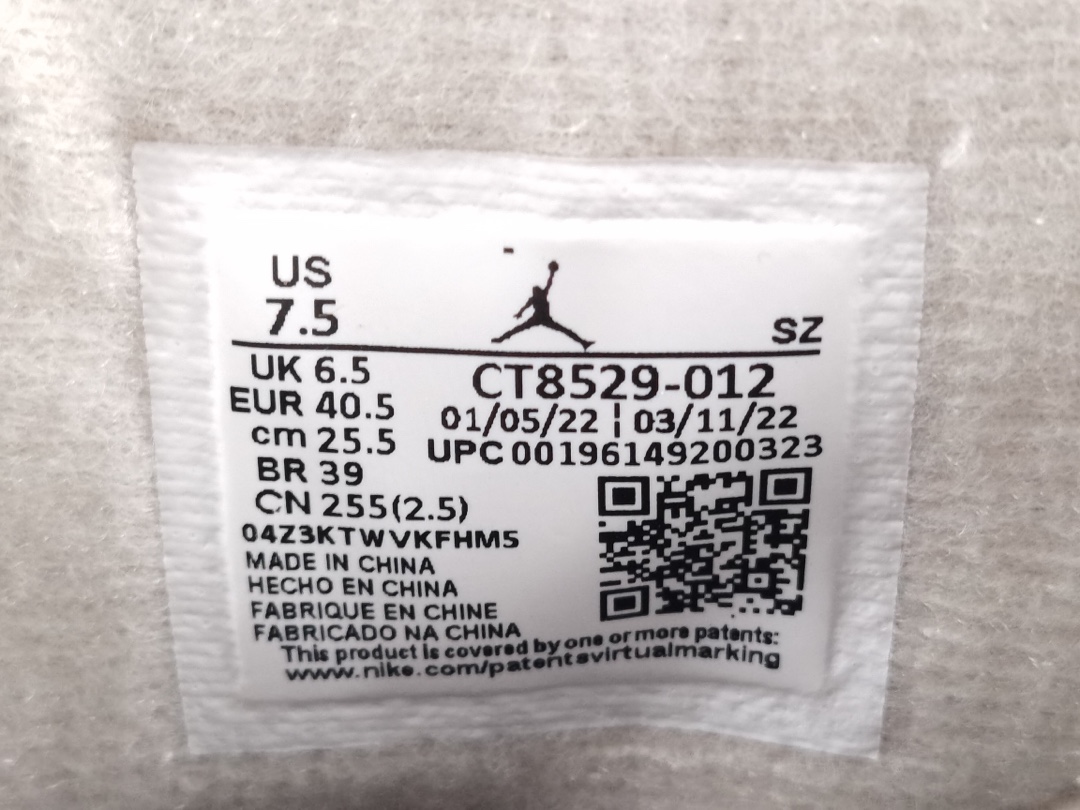 US
7.5
SZ
UK 6.5
EUR 40.5
cm 25.5
BR 39
CN 255(2.5)
CT8529-012
01/05/22 ¦ 03/11/22
UPC 00196149200323
04Z3KTWVKFHM5
MADE IN CHINA
HECHO EN CHINA
FABRIQUE EN CHINE
FABRICADO NA CHINA
This product is covered by one or more patents:
www.nike.com/patentsvirtualmarking